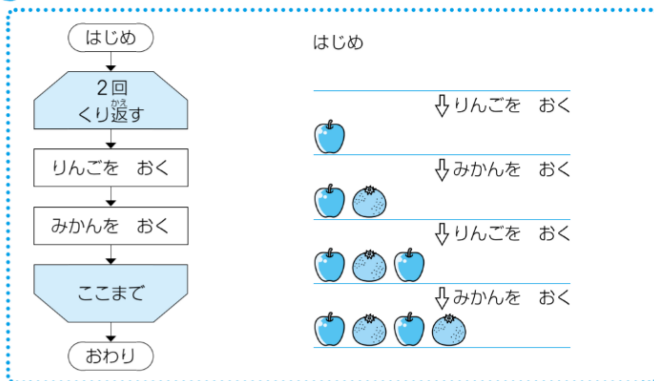 はじめ
2回
くり返す
かえ
りんごを おく
みかんを おく
ここまで
おわり
はじめ
⇩りんごを おく
⇩みかんを おく
⇩りんごを おく
⇩みかんを おく